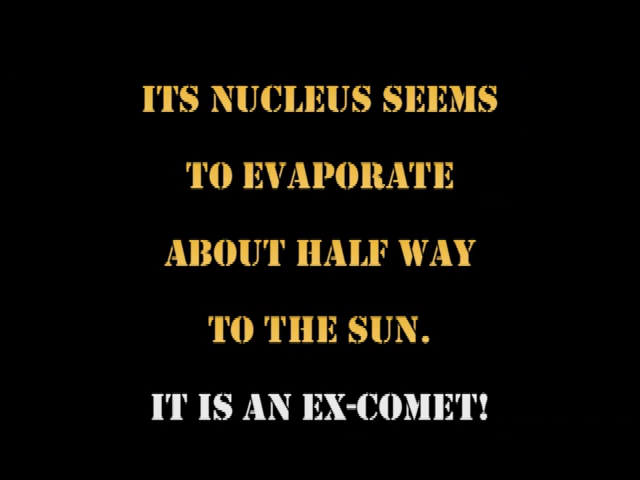 ITS NUCLEUS SEEMS
TO EVAPORATE
ABOUT HALF WAY
TO THE SUN.
IT IS AN EX-COMET!